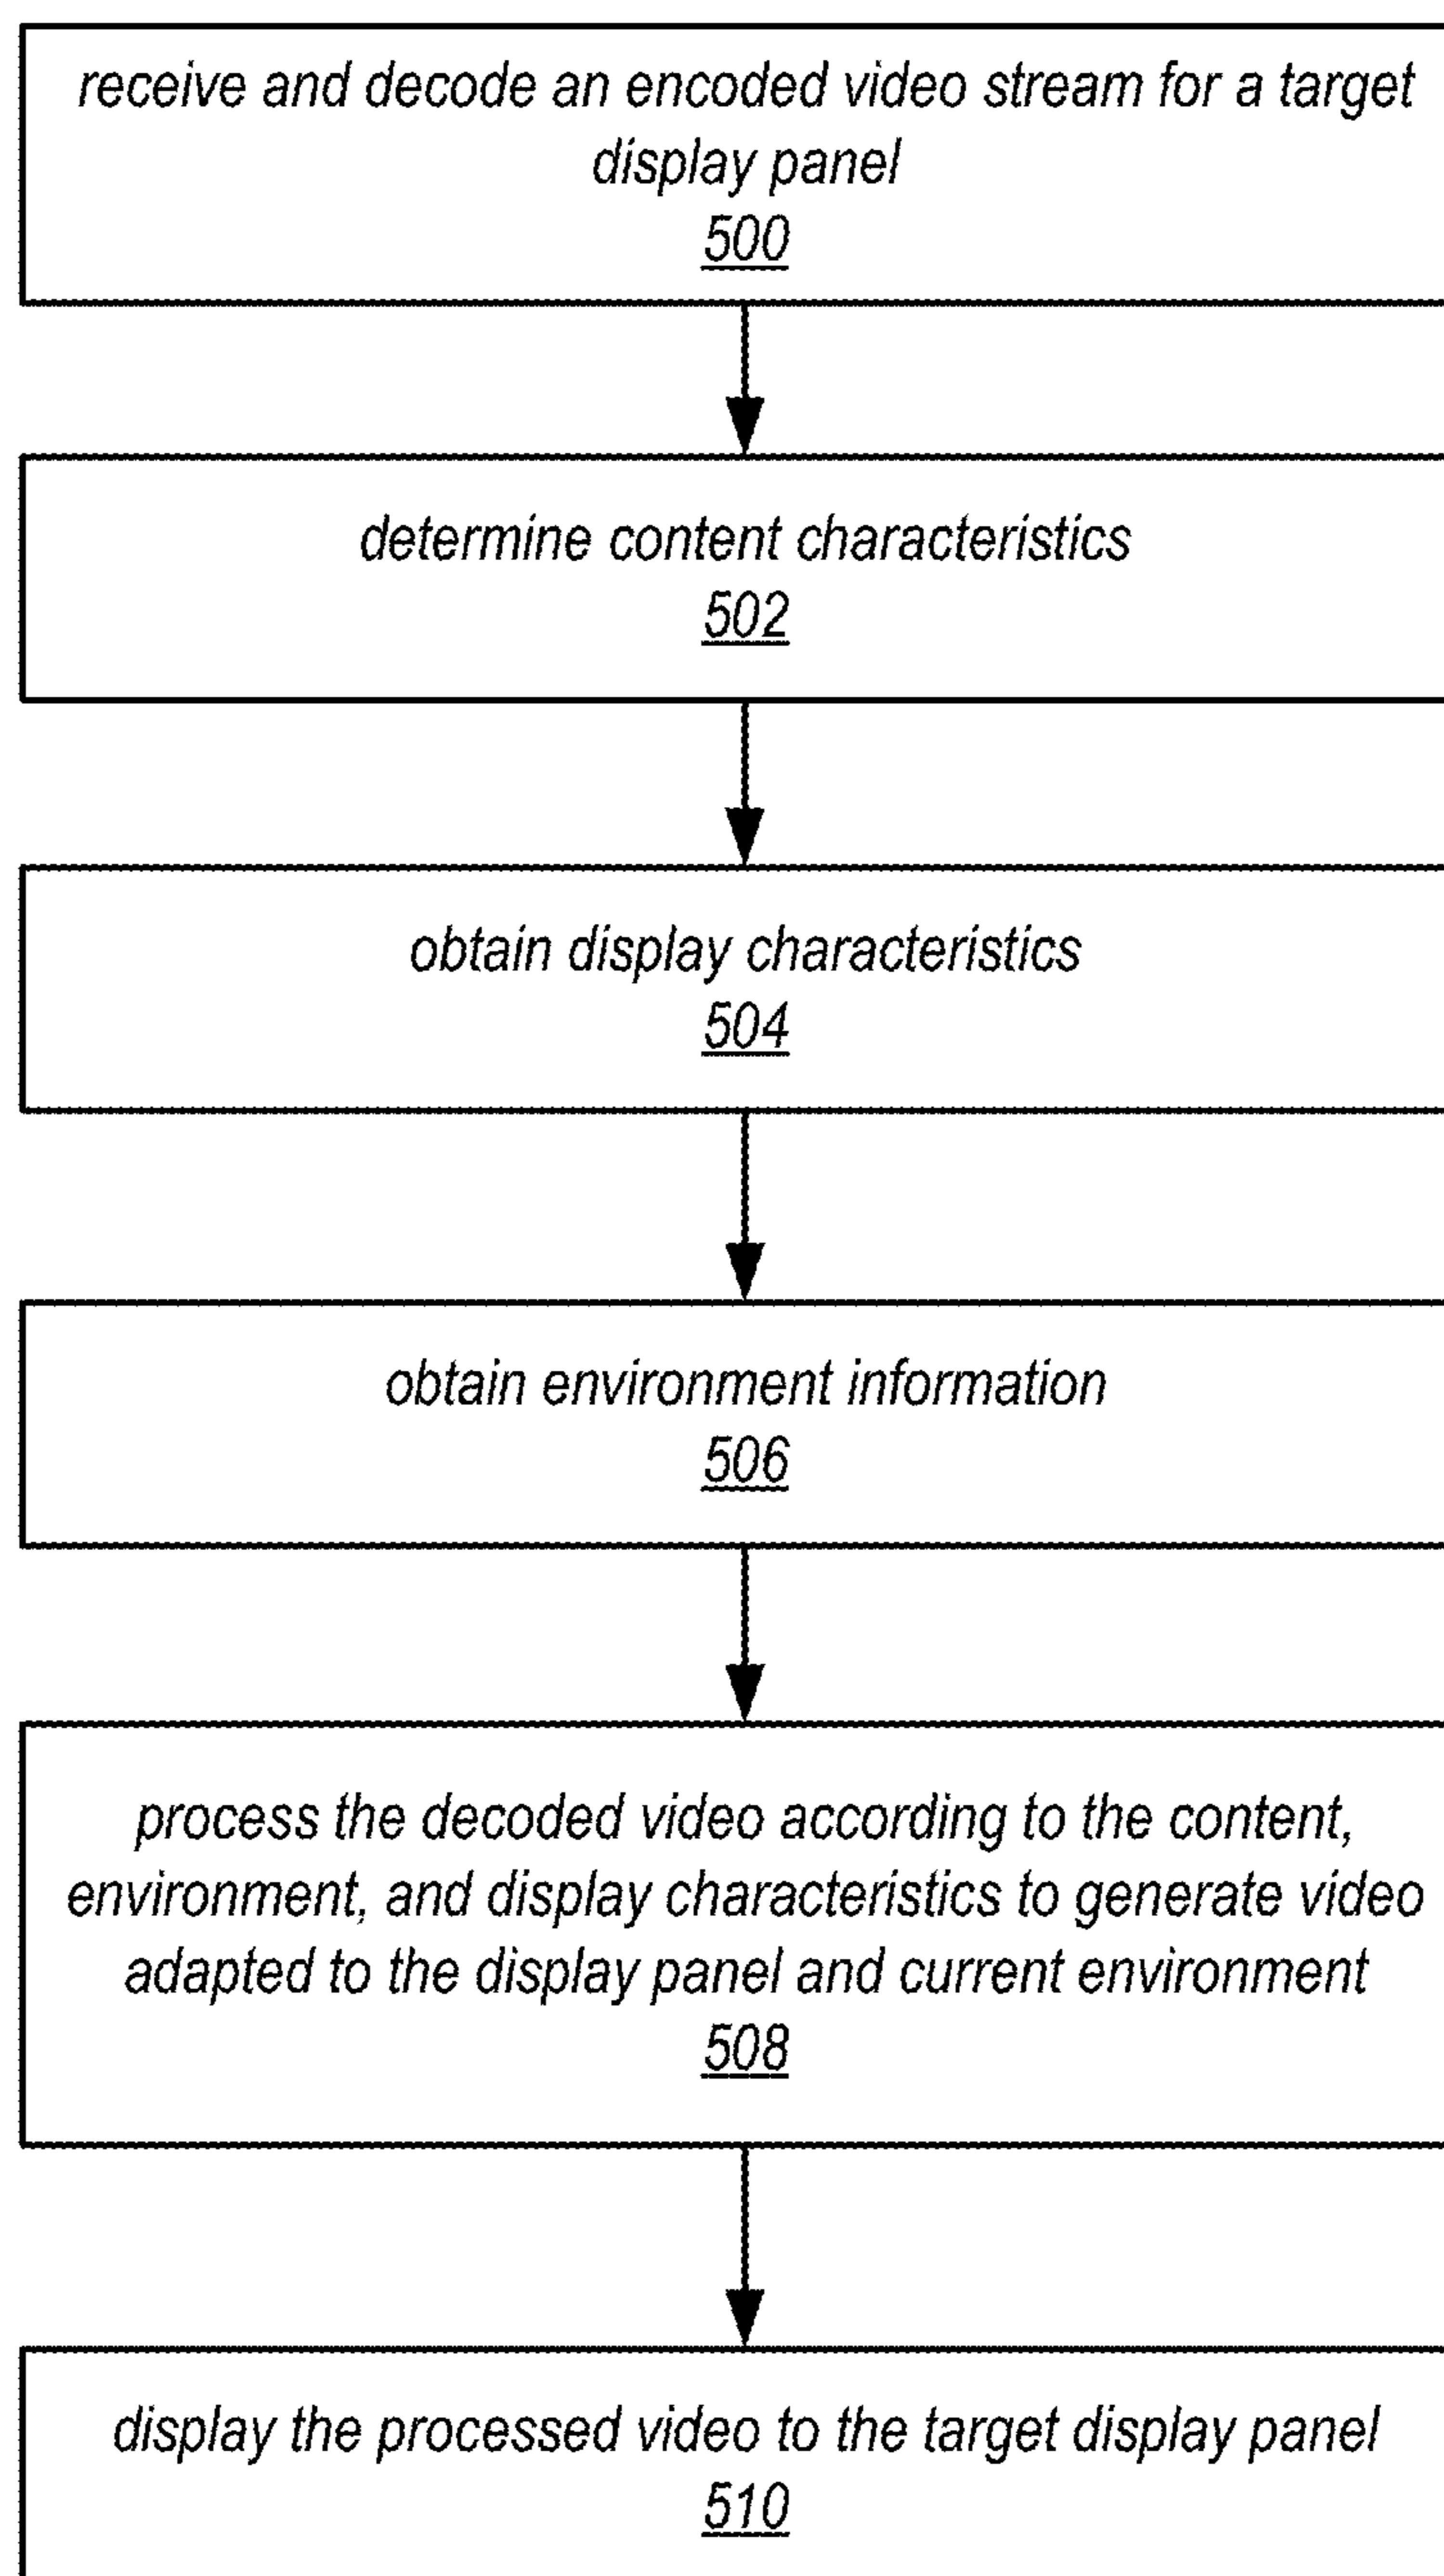 receive and decode an encoded video stream for a target
display panel
500
determine content characteristics
502
obtain display characteristics
504
obtain environment information
506
process the decoded video according to the content,
environment, and display characteristics to generate video
adapted to the display panel and current environment
508
display the processed video to the target display panel
510